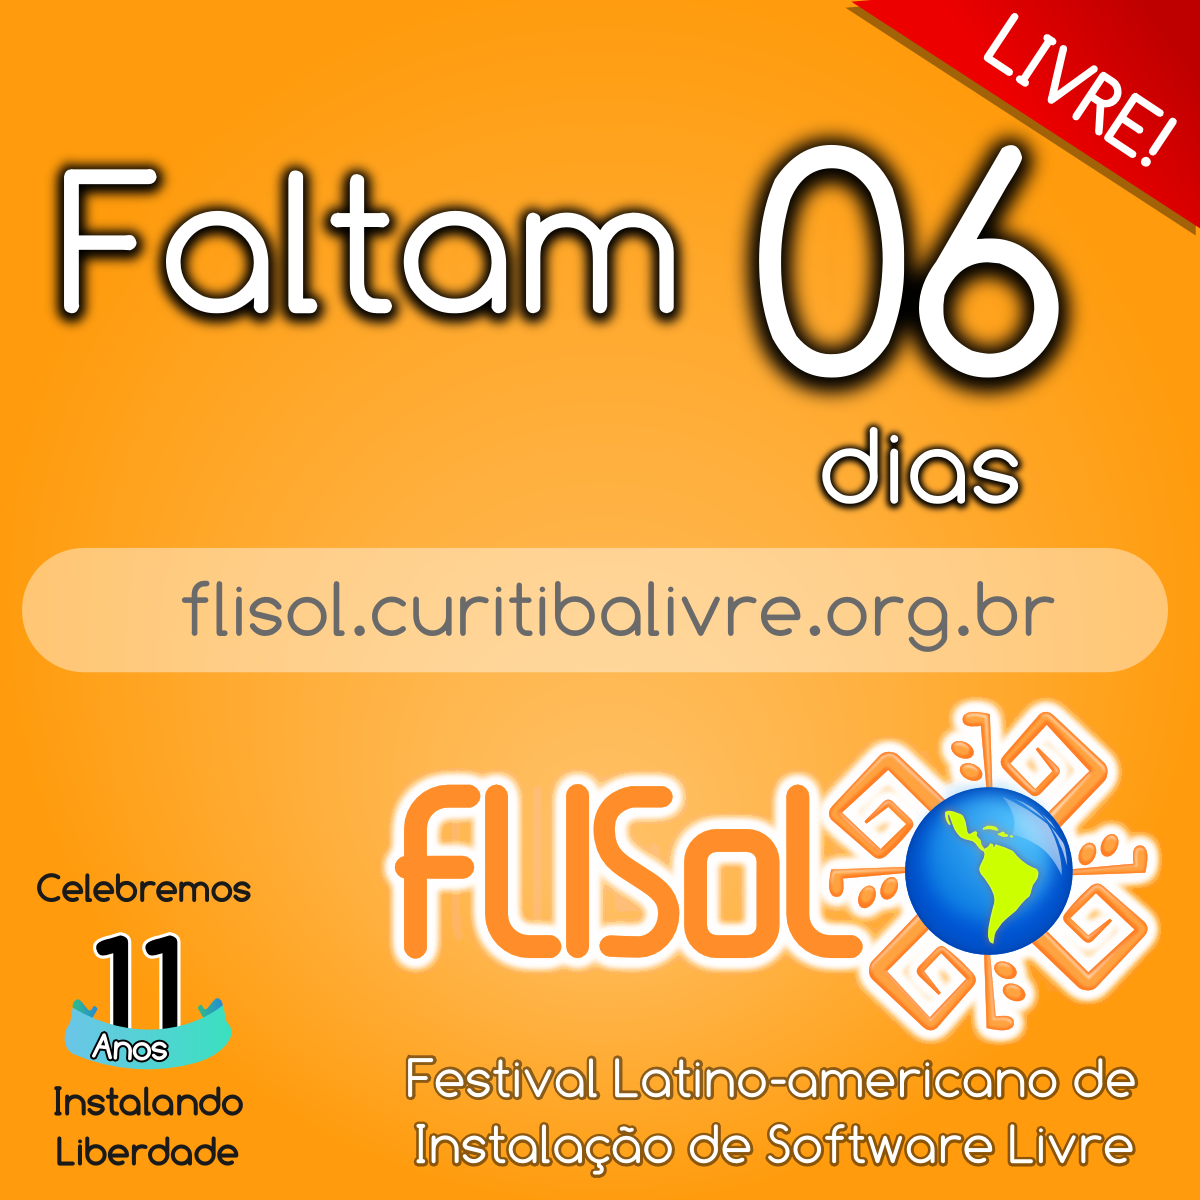 LIVRE!
Faltam 06
dias
flisol.curitibalivre.org.br
FLISol
Celebremos
11
Anos
Instalando
Liberdade
Festival Latino-americano de
Instalação de Software Livre